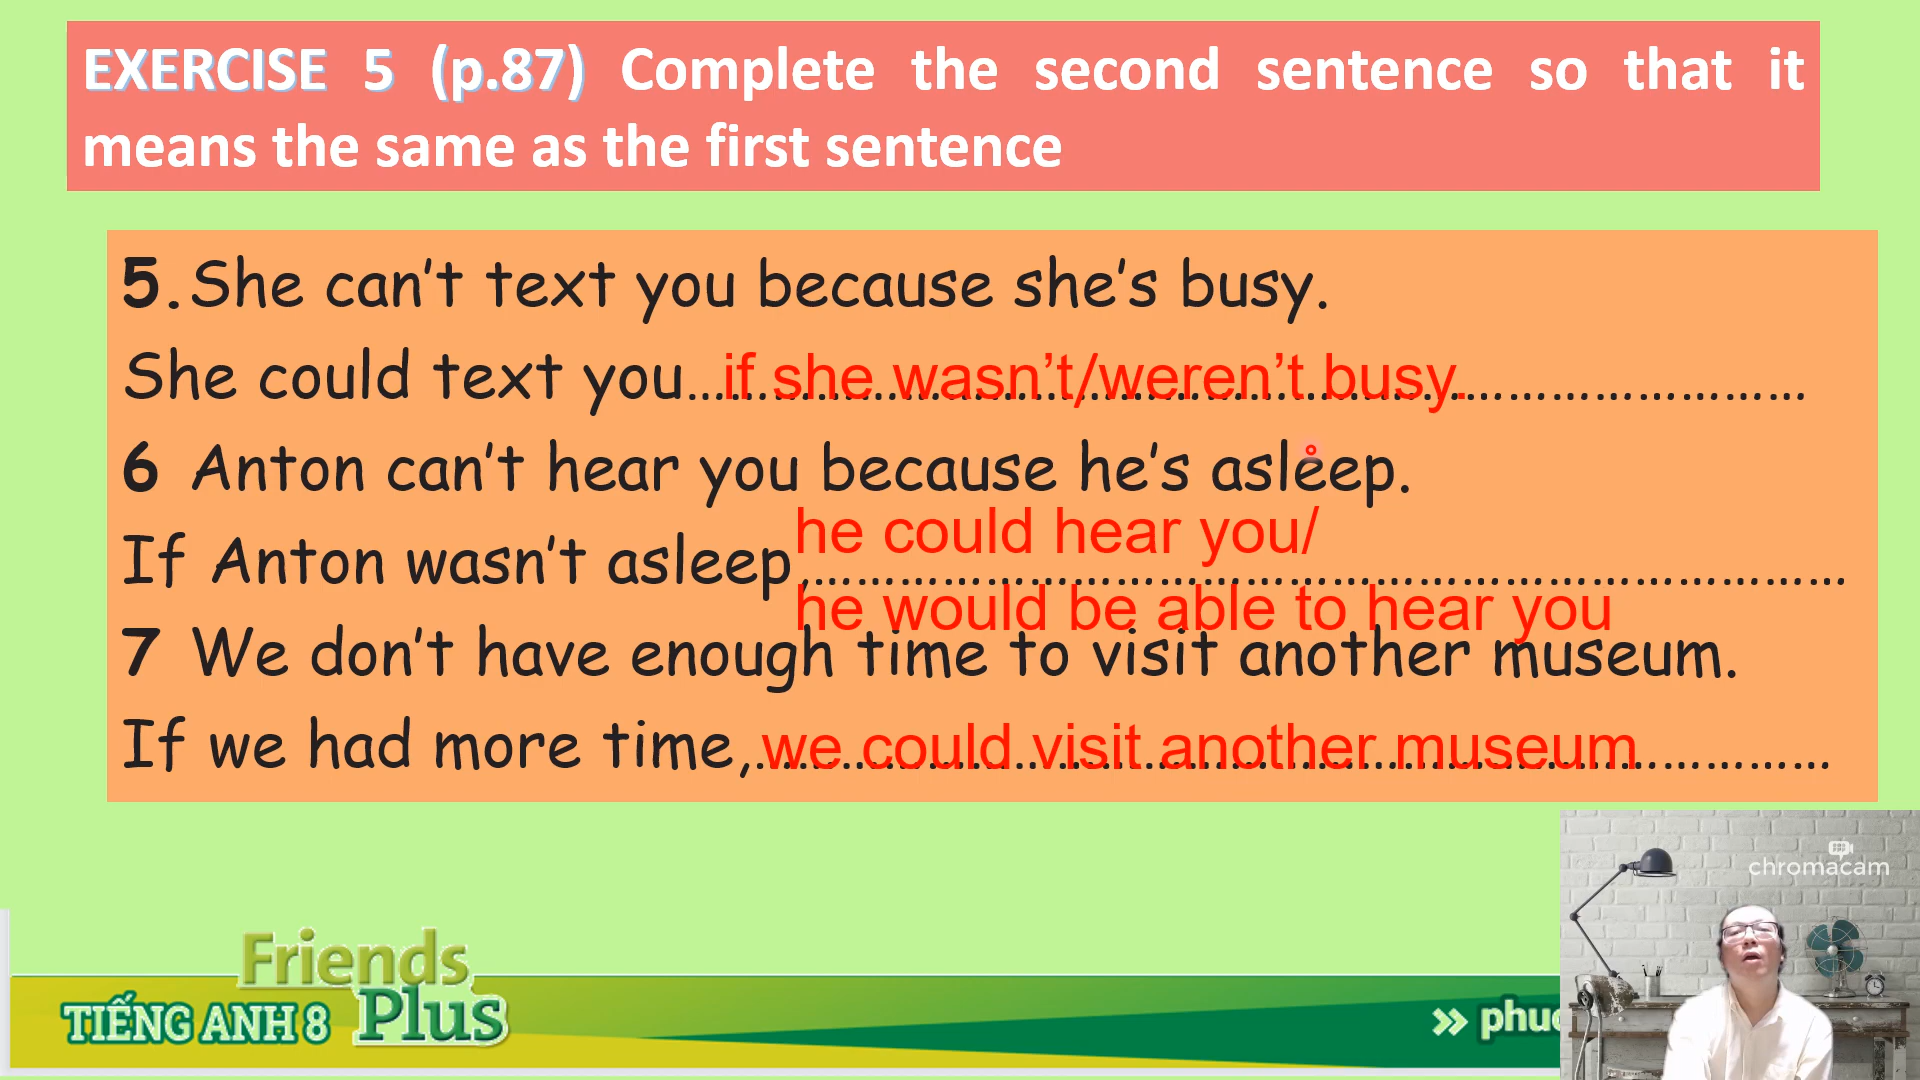 EXERCISE 5 (p.87) Complete the second sentence so that it
means the same as the first sentence
5. She can't text you because she's busy.
She could text you...if she wasn't/weren't busy.................................
6 Anton can't hear you because he's asleep.
he could hear you/
If Anton wasn't asleep,................................................................
he would be able to hear you
7 We don't have enough time to visit another museum.
If we had more time,..we could visit another museum....................
chromacam
Friends
TIẾNG ANH 8 Plus